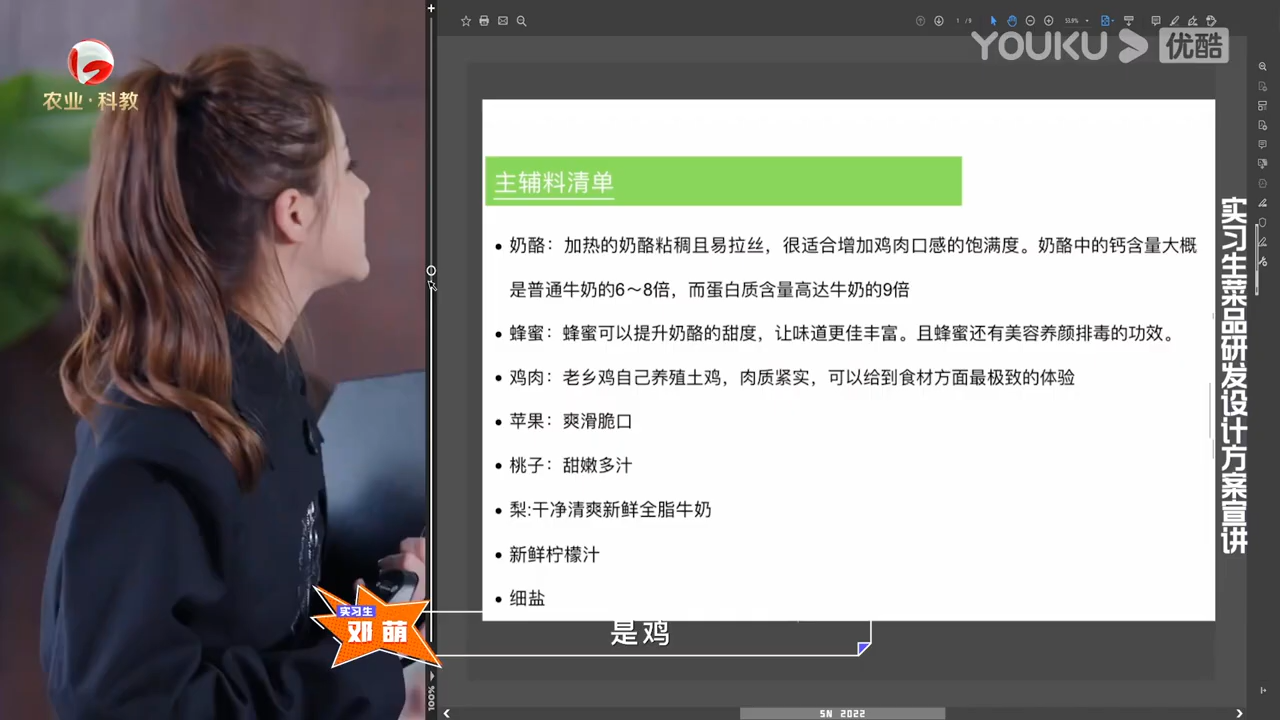 农业·科教
1 / 9
53.8%
YOUKU 优酷
主辅料清单
• 奶酪：加热的奶酪粘稠且易拉丝，很适合增加鸡肉口感的饱满度。奶酪中的钙含量大概
是普通牛奶的6～8倍，而蛋白质含量高达牛奶的9倍
• 蜂蜜：蜂蜜可以提升奶酪的甜度，让味道更佳丰富。且蜂蜜还有美容养颜排毒的功效。
• 鸡肉：老乡鸡自己养殖土鸡，肉质紧实，可以给到食材方面最极致的体验
• 苹果：爽滑脆口
• 桃子：甜嫩多汁
• 梨:干净清爽新鲜全脂牛奶
• 新鲜柠檬汁
• 细盐
实习生菜品研发设计方案宣讲
实习生
邓萌
是鸡
100%
SN 2022